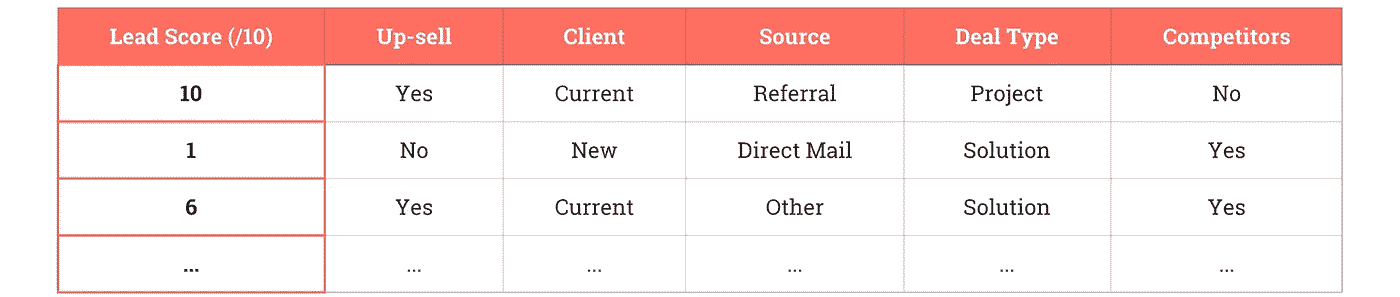 Lead Score (/10) Up-sell Client Source Deal Type Competitors
10 Yes Current Referral Project No
1 No New Direct Mail Solution Yes
6 Yes Current Other Solution Yes
... ... ... ... ... ...